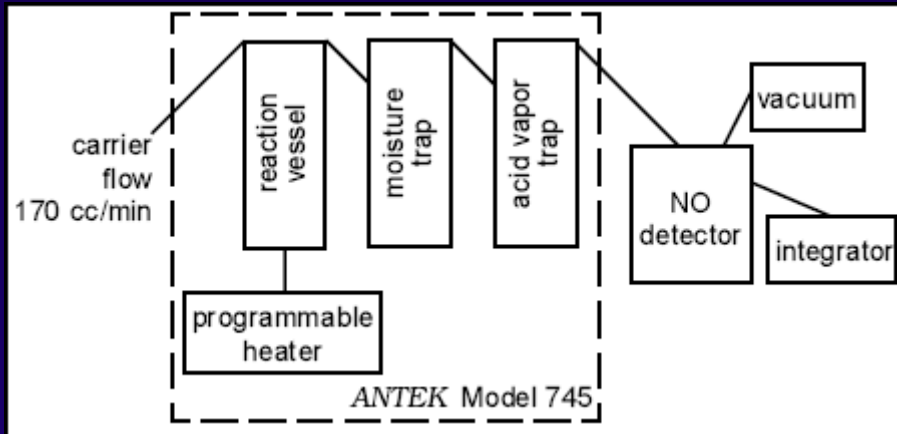 carrier
flow
170 cc/min
reaction
vessel
moisture
trap
acid vapor
trap
programmable
heater
ANTEK Model 745
NO
detector
vacuum
integrator